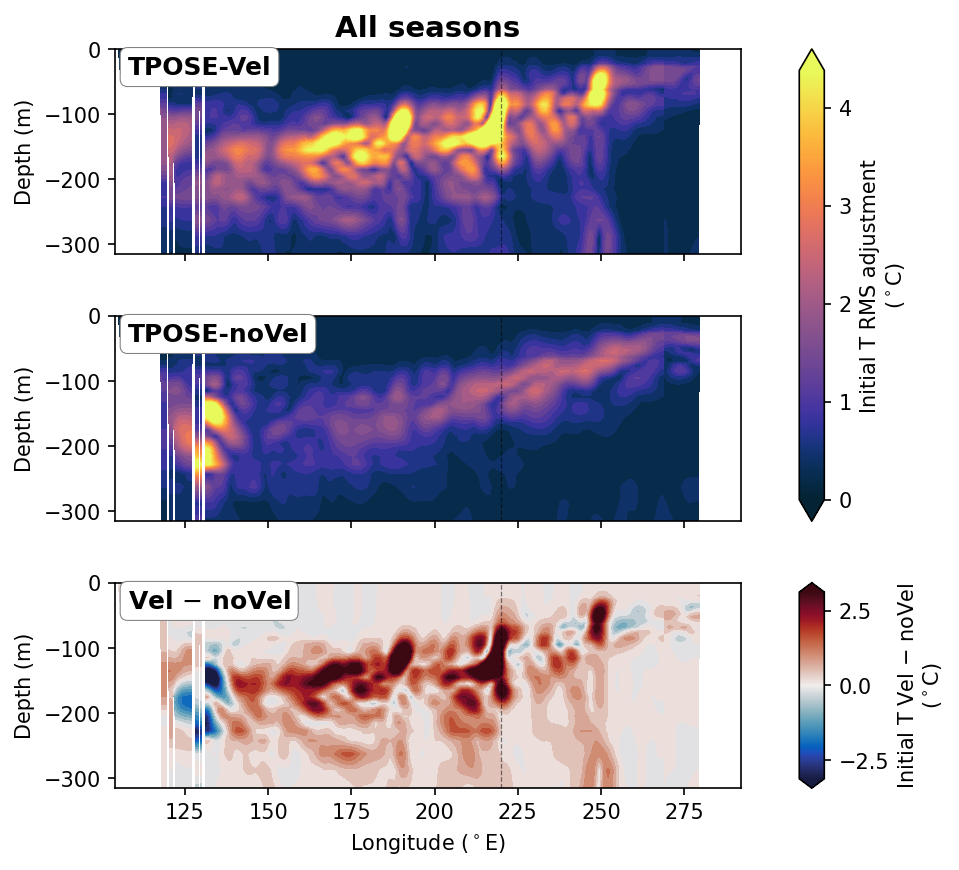 All seasons
TPOSE-Vel
0
−100
−200
−300
Depth (m)
TPOSE-noVel
0
−100
−200
−300
Depth (m)
Vel − noVel
0
−100
−200
−300
Depth (m)
125 150 175 200 225 250 275
Longitude (°E)
4
3
2
1
0
Initial T RMS adjustment
(°C)
2.5
0.0
−2.5
Initial T Vel − noVel
(°C)